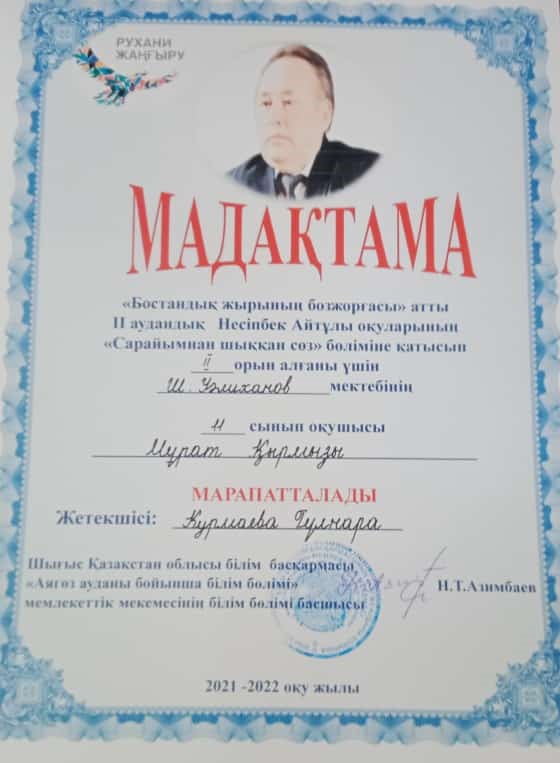 РУХАНИ
ЖАҢҒЫРУ
МАДАҚТАМА
«Бостандық жырының бозжорғасы» атты
ІІ аудандық Несіпбек Айтұлы оқуларының
«Сарайымнан шыққан сөз» бөліміне қатысып
ІІ орын алғаны үшін
Ш. Уәлиханов мектебінің
11 сынып оқушысы
Мұрат Қырмызы
МАРАПАТТАЛАДЫ
Жетекшісі: Курмаева Гүлнара
Шығыс Қазақстан облысы білім басқармасы
«Аягөз ауданы бойынша білім бөлімі»
мемлекеттік мекемесінің білім бөлімі басшысы
Н.Т.Азимбаев
2021 -2022 оқу жылы